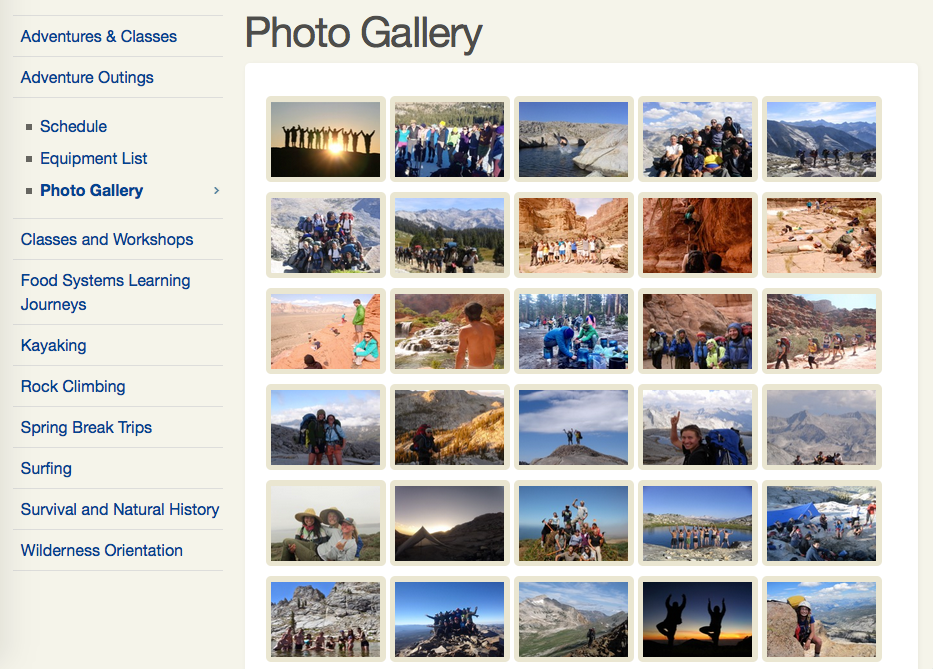 Photo Gallery
Adventures & Classes
Adventure Outings
Schedule
Equipment List
Photo Gallery
Classes and Workshops
Food Systems Learning
Journeys
Kayaking
Rock Climbing
Spring Break Trips
Surfing
Survival and Natural History
Wilderness Orientation